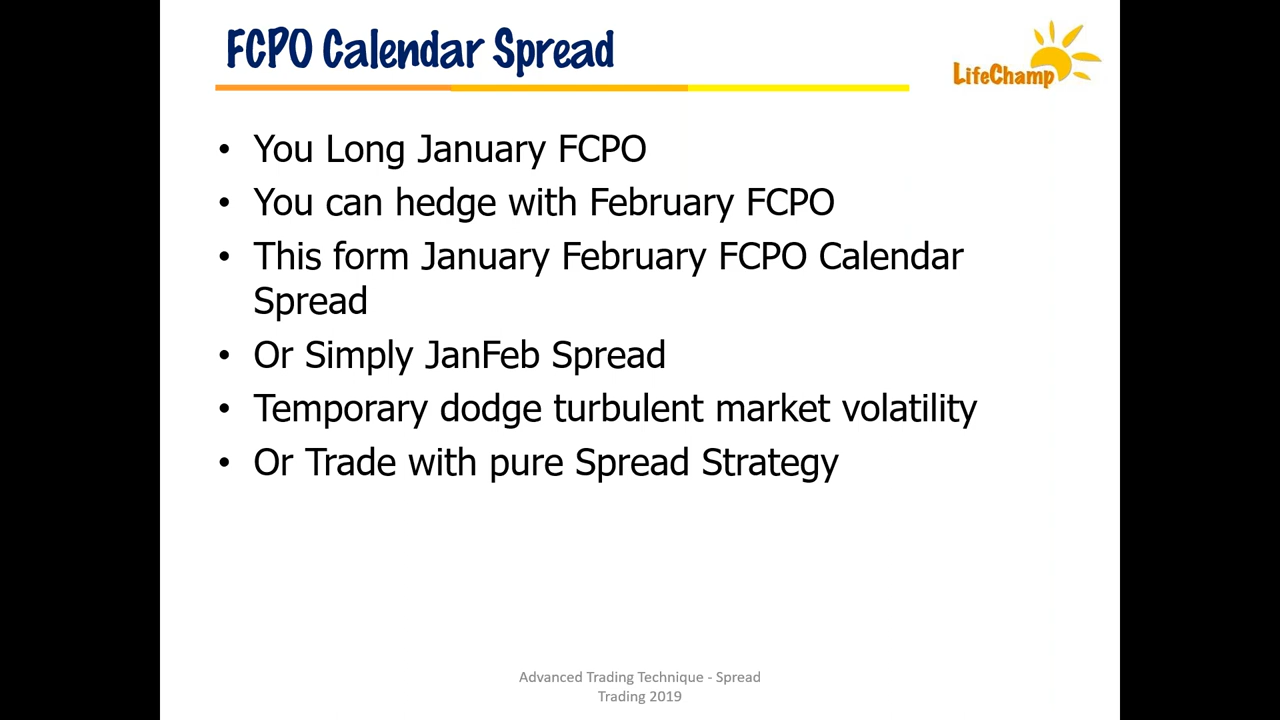 FCPO Calendar Spread
LifeChamp
• You Long January FCPO
• You can hedge with February FCPO
• This form January February FCPO Calendar
Spread
• Or Simply JanFeb Spread
• Temporary dodge turbulent market volatility
• Or Trade with pure Spread Strategy
Advanced Trading Technique - Spread
Trading 2019